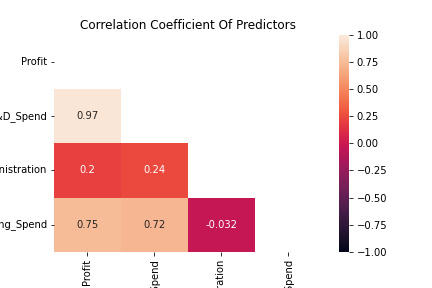 Correlation Coefficient Of Predictors
Profit
&D_Spend
nistration
ng_Spend
0.97
0.2 0.24
0.75 0.72 -0.032
Profit
Spend
ration
Spend
1.00
0.75
0.50
0.25
0.00
−0.25
−0.50
−0.75
−1.00